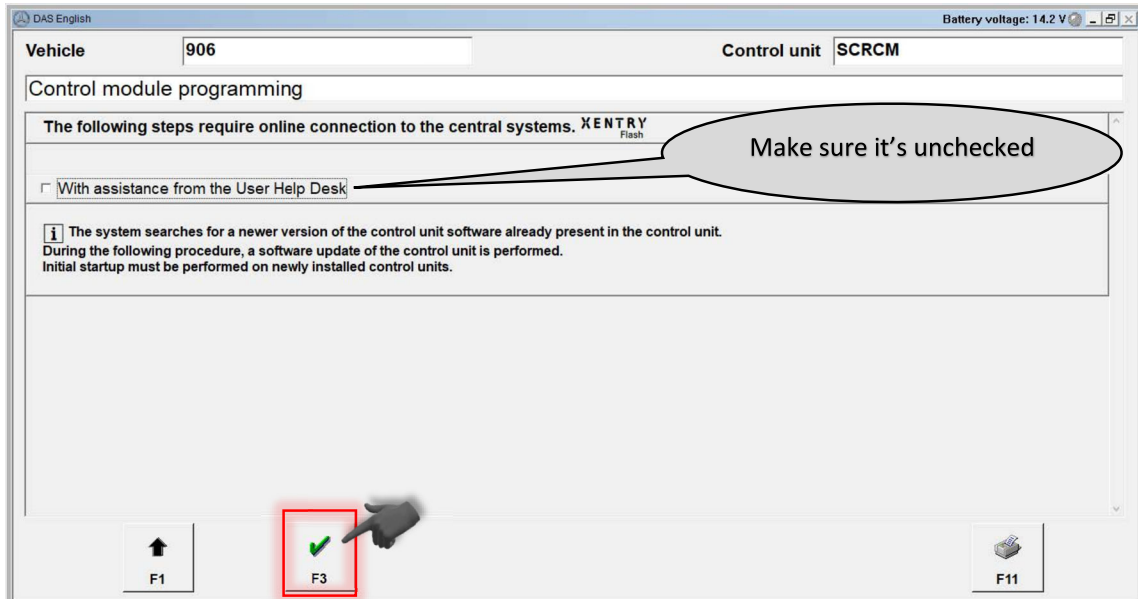 DAS English
Battery voltage: 14.2 V
Vehicle 906 Control unit SCRCM
Control module programming
The following steps require online connection to the central systems. XENTRY Flash
Make sure it's unchecked
With assistance from the User Help Desk
i The system searches for a newer version of the control unit software already present in the control unit.
During the following procedure, a software update of the control unit is performed.
Initial startup must be performed on newly installed control units.
F1
F3
F11